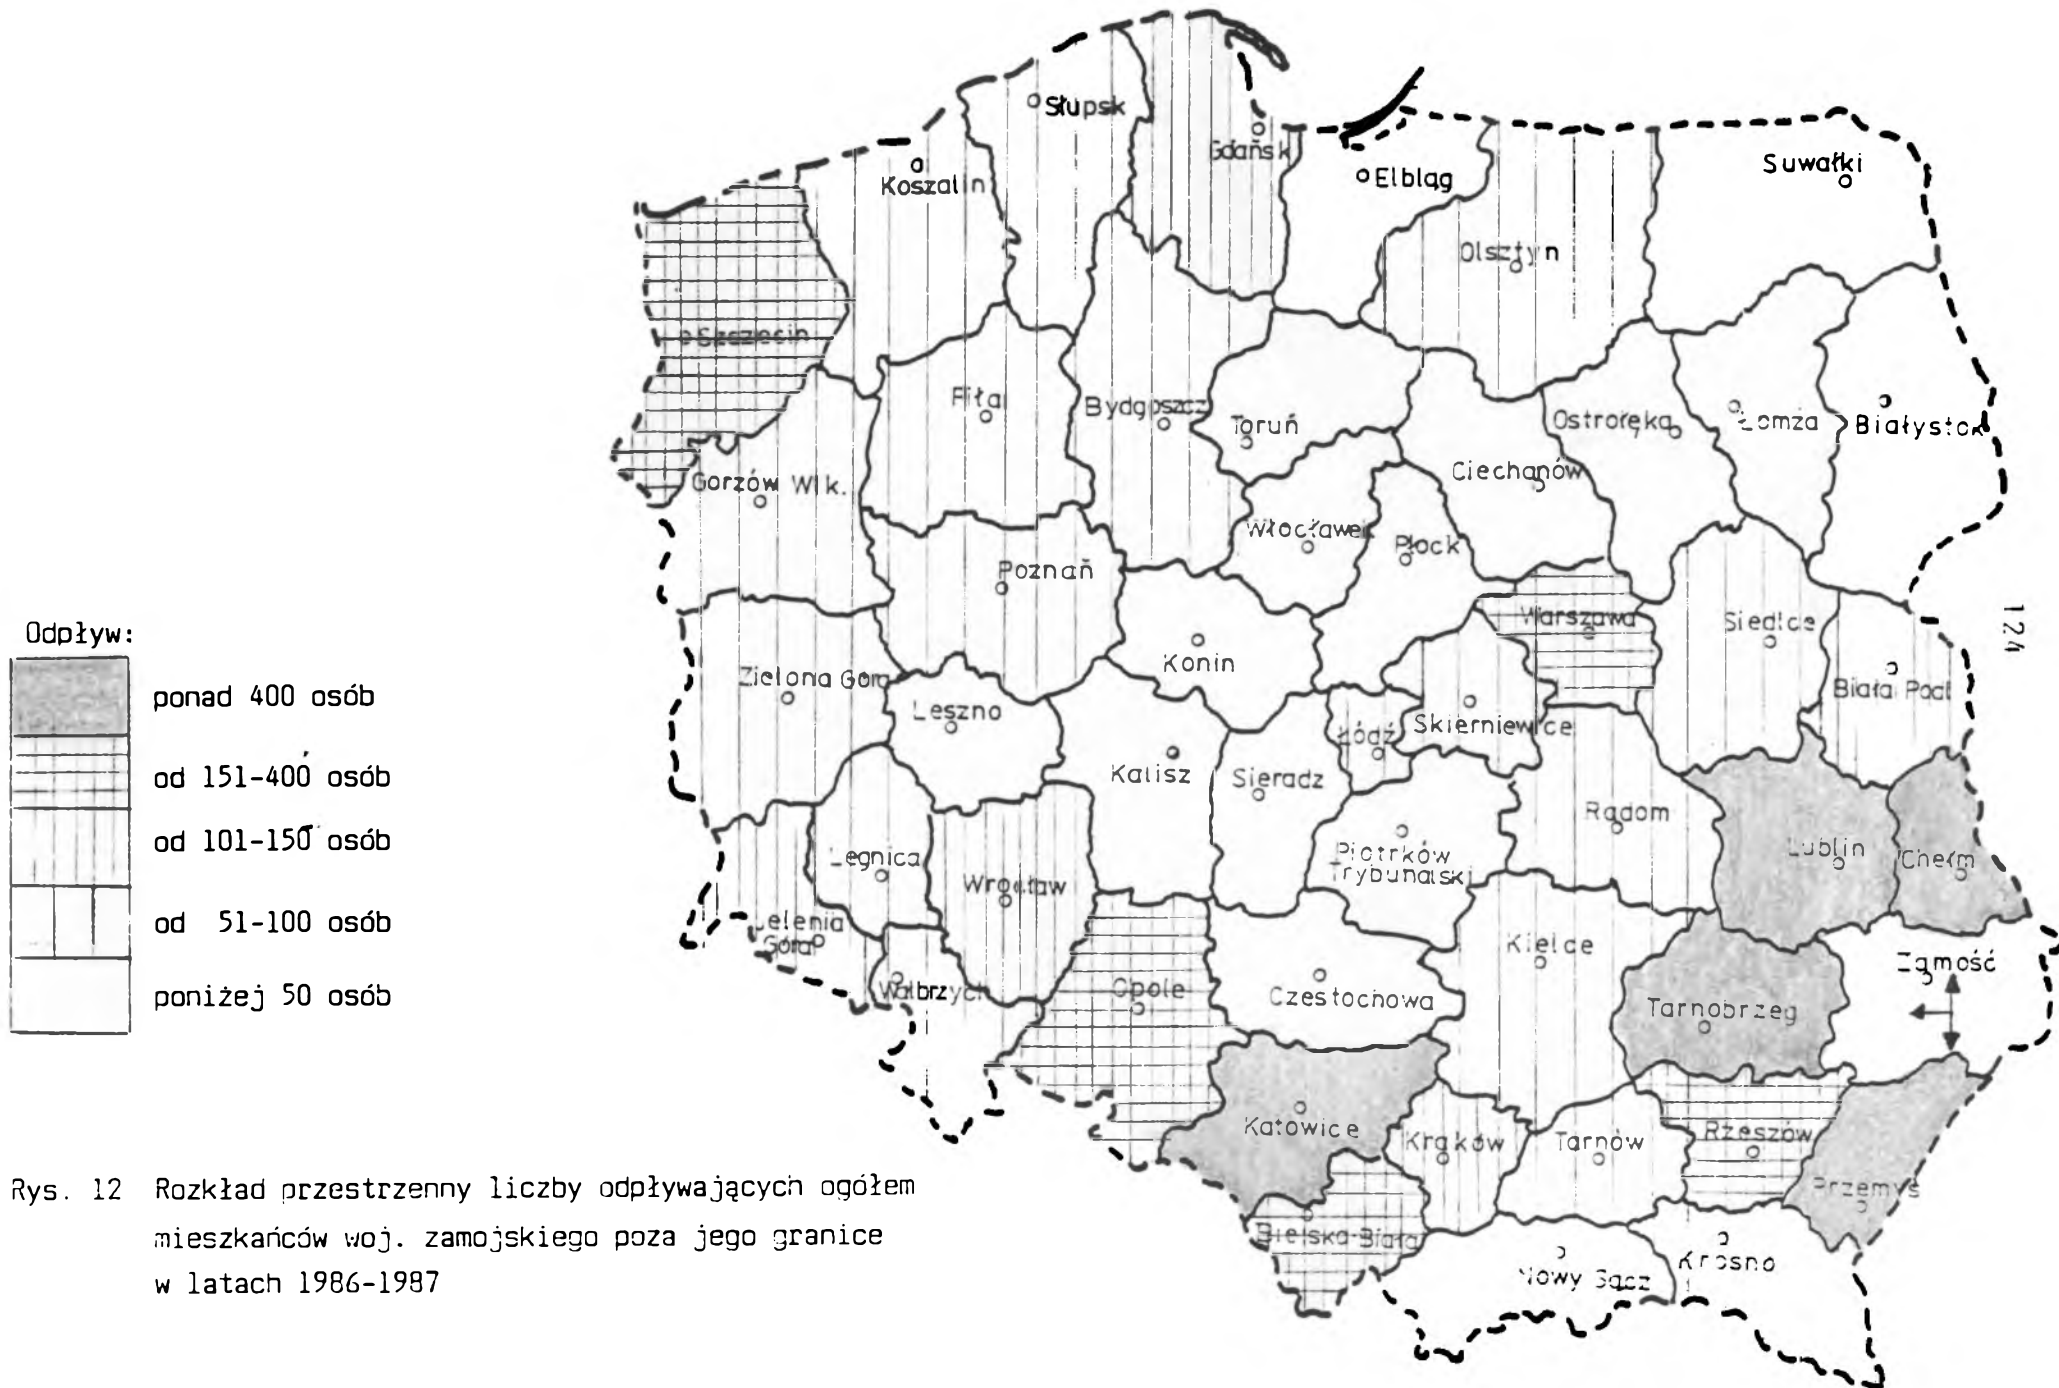 Odpływ:
ponad 400 osób
od 151-400 osób
od 101-150 osób
od 51-100 osób
poniżej 50 osób
Rys. 12 Rozkład przestrzenny liczby odpływających ogółem
mieszkańców woj. zamojskiego poza jego granice
w latach 1986-1987
124
Słupsk
Gdańsk
Koszalin
Elbląg
Suwałki
Olsztyn
Szczecin
Piła
Bydgoszcz
Toruń
Ostrołęka
Łomża
Białystok
Gorzów Wlk.
Ciechanów
Włocławek
Płock
Poznań
Warszawa
Siedlce
Konin
Zielona Góra
Biała Podl
Leszno
Skierniewice
Łódź
Kalisz
Sieradz
Radom
Legnica
Wrocław
Piotrków
Trybunalski
Lublin
Chełm
Jelenia
Góra
Kielce
Zamość
Wałbrzych
Opole
Częstochowa
Tarnobrzeg
Katowice
Kraków
Tarnów
Rzeszów
Przemyś
Bielsko-Biała
Nowy Sącz
Krosno